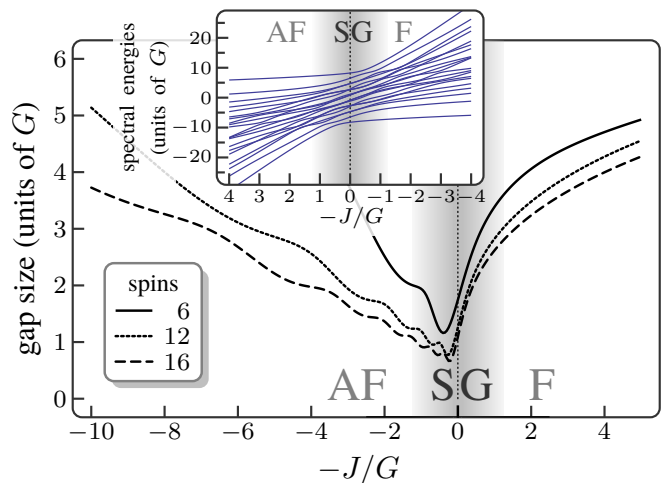 25
20
10
0
−10
−20
spectral energies
(units of G)
AF SG F
4 3 2 1 0 −1 −2 −3 −4
−J/G
6
5
4
3
2
1
0
gap size (units of G)
spins
6
12
16
AF SG F
−10 −8 −6 −4 −2 0 2 4
−J/G